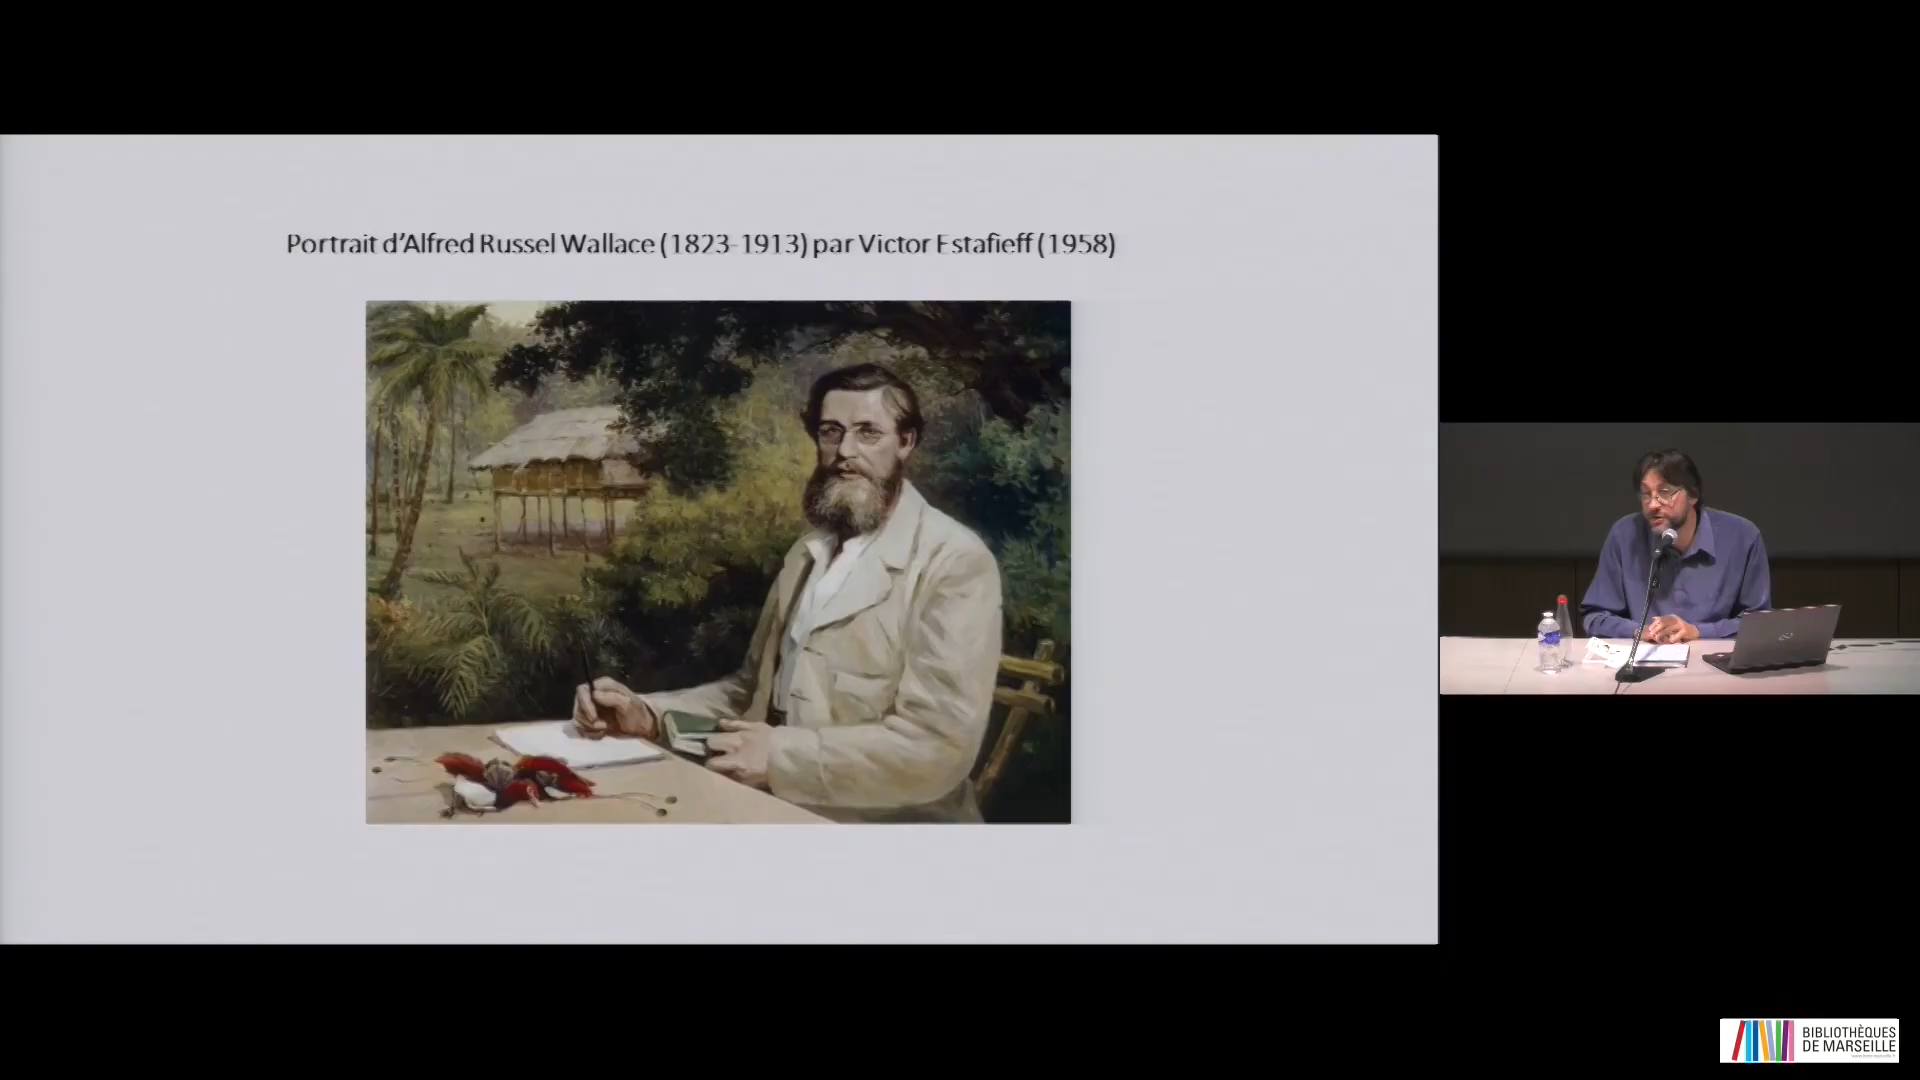 Portrait d'Alfred Russel Wallace (1823-1913) par Victor Estafieff (1958)
BIBLIOTHÈQUES
DE MARSEILLE